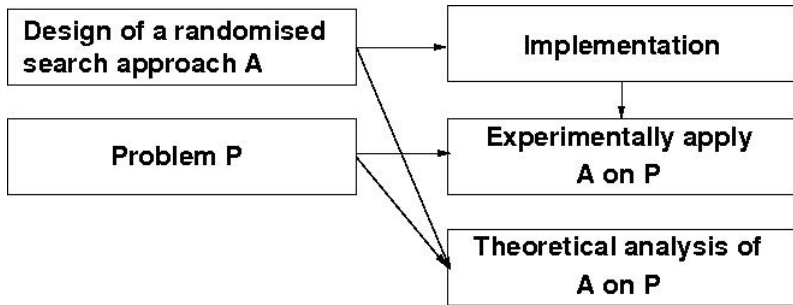 Design of a randomised
search approach A
Implementation
Problem P
Experimentally apply
A on P
Theoretical analysis of
A on P